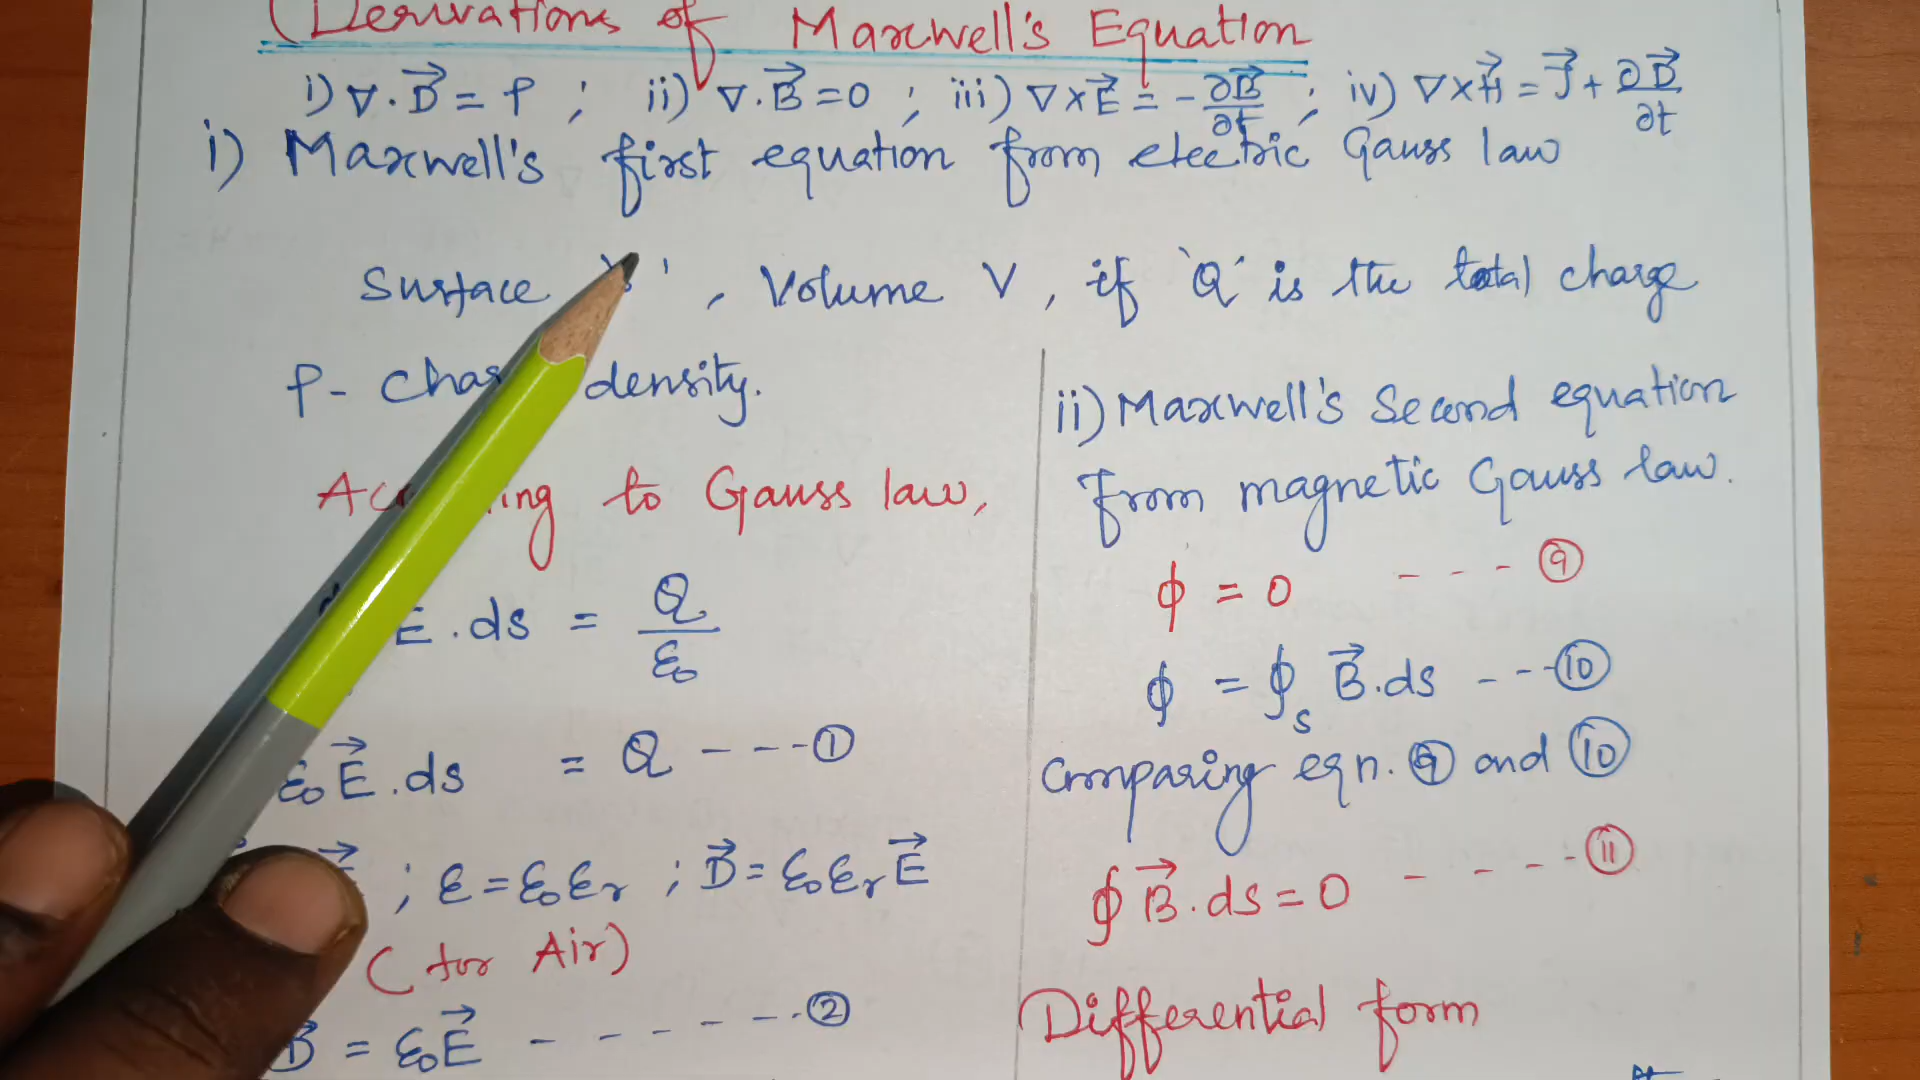 (Derivations of Maxwell's Equation
i) ∇.D⃗ = ρ ; ii) ∇.B⃗ = 0 ; iii) ∇×E⃗ = -∂B⃗/∂t ; iv) ∇×H⃗ = J⃗ + ∂D⃗/∂t
i) Maxwell's first equation from electric Gauss law
Surface 's' , Volume V , if 'Q' is the total charge
ρ- density.
to Gauss law,
E.ds = Q/ε₀
ε₀E⃗.ds = Q - - - - ①
; ε = ε₀εr ; D⃗ = ε₀εrE⃗
(for Air)
D⃗ = ε₀E⃗ - - - - - - - ②
ii) Maxwell's Second equation
from magnetic Gauss law.
ϕ = 0 - - - ⑨
ϕ = ∮s B⃗.ds - - - ⑩
Comparing eqn. ⑨ and ⑩
∮ B⃗.ds = 0 - - - - ⑪
Differential form